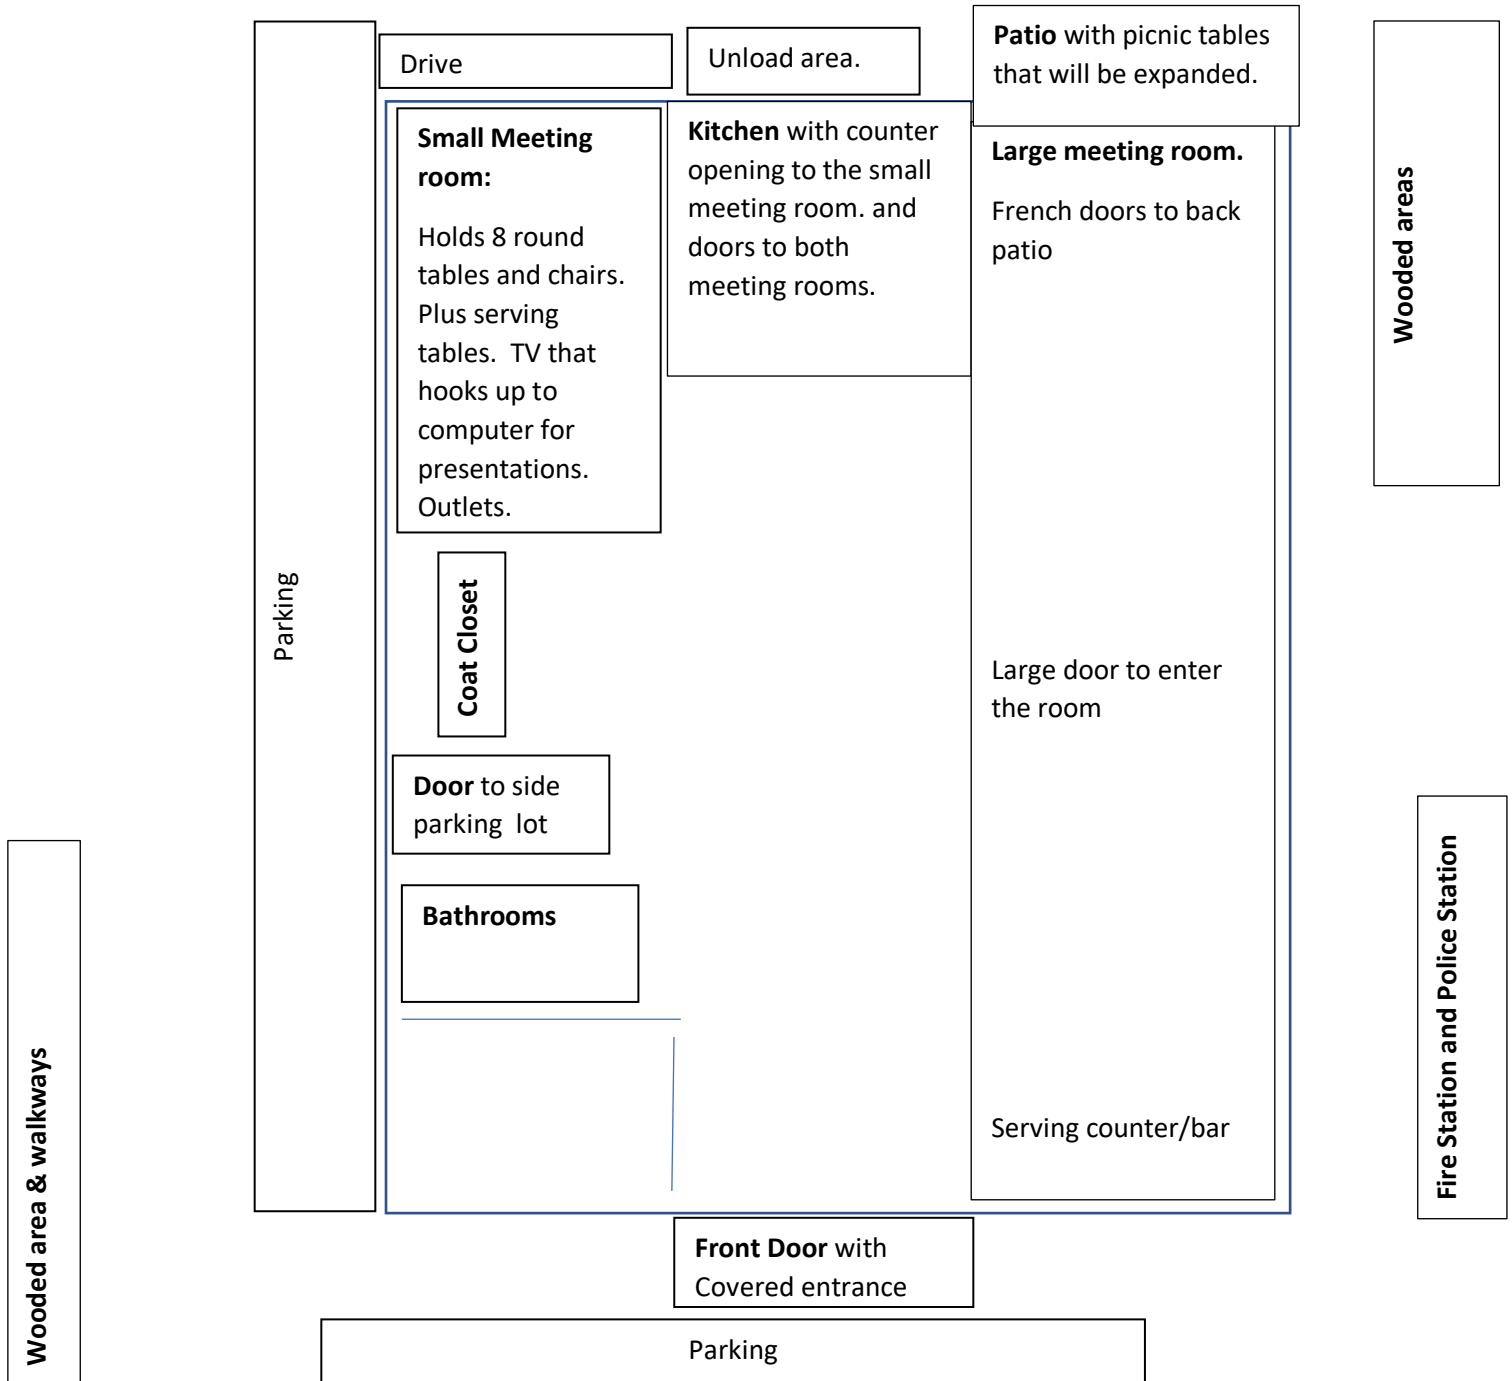 Drive
Unload area.
Patio with picnic tables
that will be expanded.
Small Meeting
room:
Holds 8 round
tables and chairs.
Plus serving
tables. TV that
hooks up to
computer for
presentations.
Outlets.
Kitchen with counter
opening to the small
meeting room. and
doors to both
meeting rooms.
Large meeting room.
French doors to back
patio
Wooded areas
Parking
Coat Closet
Large door to enter
the room
Door to side
parking lot
Bathrooms
Fire Station and Police Station
Wooded area & walkways
Serving counter/bar
Front Door with
Covered entrance
Parking